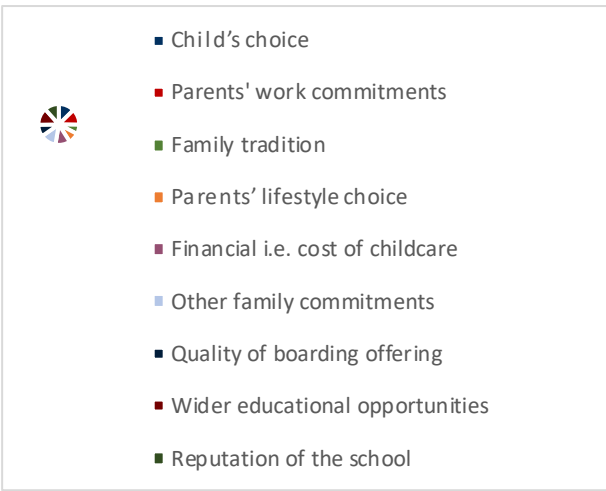 Child’s choice
Parents' work commitments
Family tradition
Parents’ lifestyle choice
Financial i.e. cost of childcare
Other family commitments
Quality of boarding offering
Wider educational opportunities
Reputation of the school